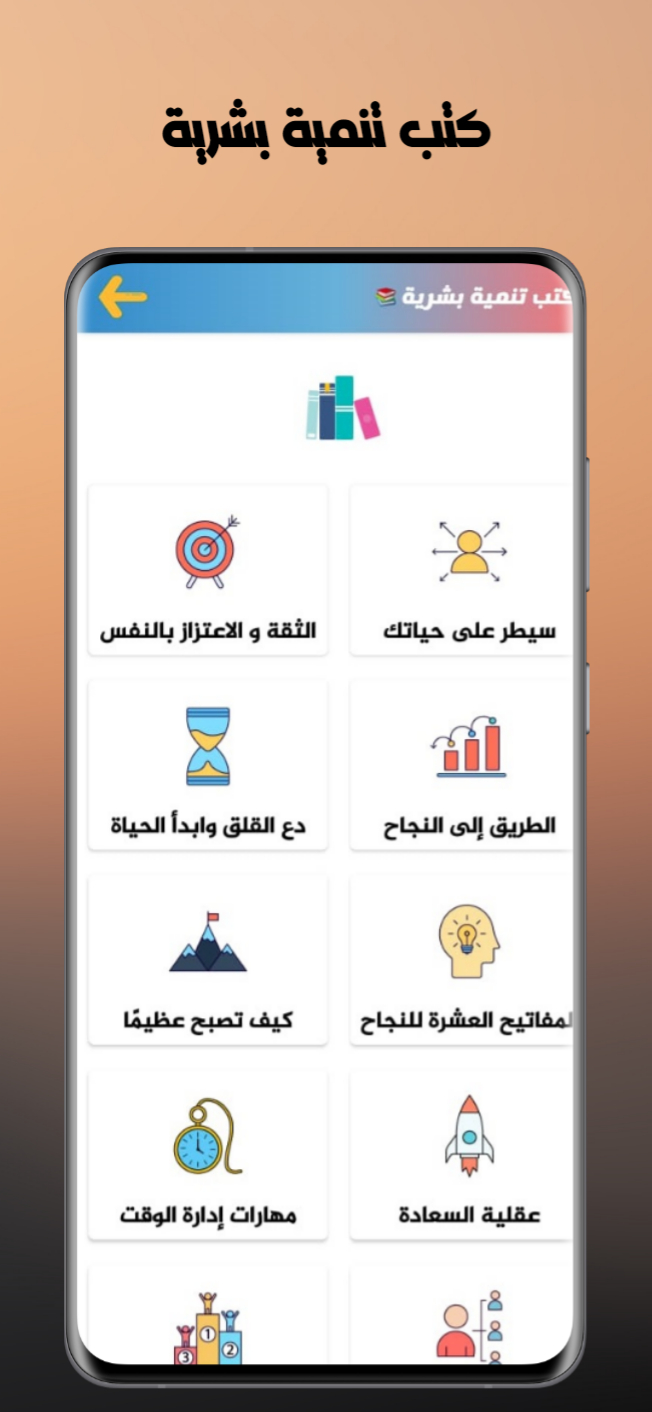 كتب تنمية بشرية
كتب تنمية بشرية
سيطر على حياتك
الثقة و الاعتزاز بالنفس
الطريق إلى النجاح
دع القلق وابدأ الحياة
لمفاتيح العشرة للنجاح
كيف تصبح عظيمًا
عقلية السعادة
مهارات إدارة الوقت
1
2
3